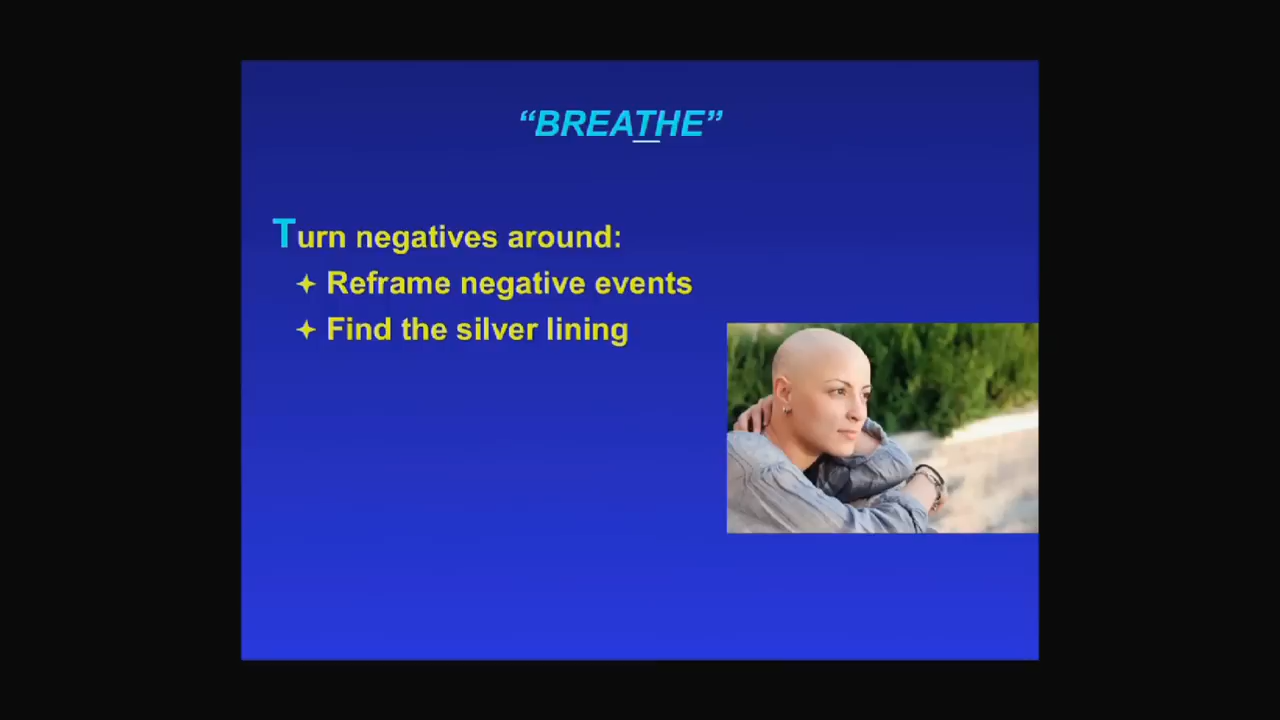 “BREATHE”
Turn negatives around:
✦ Reframe negative events
✦ Find the silver lining